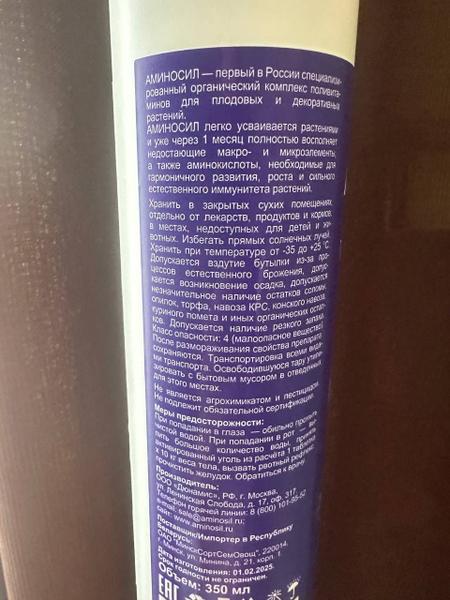 АМИНОСИЛ — первый в России специализи-
рованный органический комплекс поливита-
минов для плодовых и декоративных
растений.
АМИНОСИЛ легко усваивается растениями
и уже через 1 месяц полностью восполняет
недостающие макро- и микроэлементы,
а также аминокислоты, необходимые для
гармоничного развития, роста и сильного
естественного иммунитета растений.
Хранить в закрытых сухих помещениях,
отдельно от лекарств, продуктов и кормов,
в местах, недоступных для детей и жи-
вотных. Избегать прямых солнечных лучей.
Хранить при температуре от -35 до +25 °С.
Допускается вздутие бутылки из-за про-
цессов естественного брожения, допус-
кается возникновение осадка, допускается
незначительное наличие остатков соломы,
опилок, торфа, навоза КРС, конского навоза,
куриного помета и иных органических остат-
ков. Допускается наличие резкого запаха.
Класс опасности: 4 (малоопасное вещество)
После размораживания свойства препарата
сохраняются. Транспортировка всеми вида-
ми транспорта. Освободившуюся тару утили-
зировать с бытовым мусором в отведенных
для этого местах.
Не является агрохимикатом и пестицидом.
Не подлежит обязательной сертификации.
Меры предосторожности:
При попадании в глаза — обильно промыть
чистой водой. При попадании в рот — вы-
пить большое количество воды, принять
активированный уголь из расчёта 1 таблетка
х 10 кг веса тела, вызвать рвотный рефлекс,
прочистить желудок. Обратиться к врачу.
Производитель:
ООО «Дюнамис», РФ, г. Москва,
ул. Ленинская Слобода, д. 17, оф. 317
Телефон горячей линии: 8 (800) 101-95-52
e-mail: sale@aminosil.ru
сайт: www.aminosil.ru
Поставщик/Импортер в Республику
Беларусь:
ОАО "МинскСортСемОвощ", 220014,
г. Минск, ул. Минина, д. 21, корп. 1
Дата изготовления: 01.02.2025.
Срок годности не ограничен.
Объем: 350 мл
ЕАС